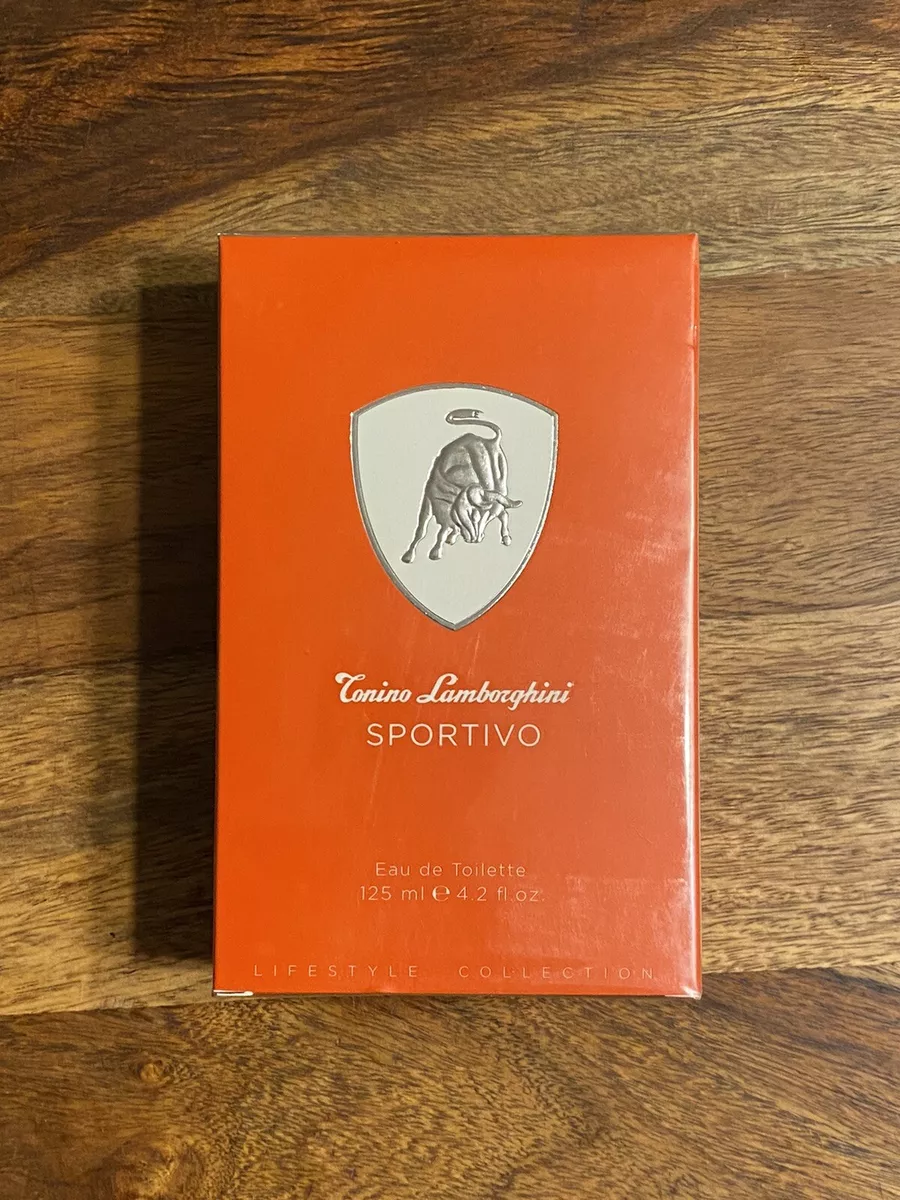 Tonino Lamborghini
SPORTIVO
Eau de Toilette
125 ml ℮ 4.2 fl.oz.
LIFESTYLE COLLECTION